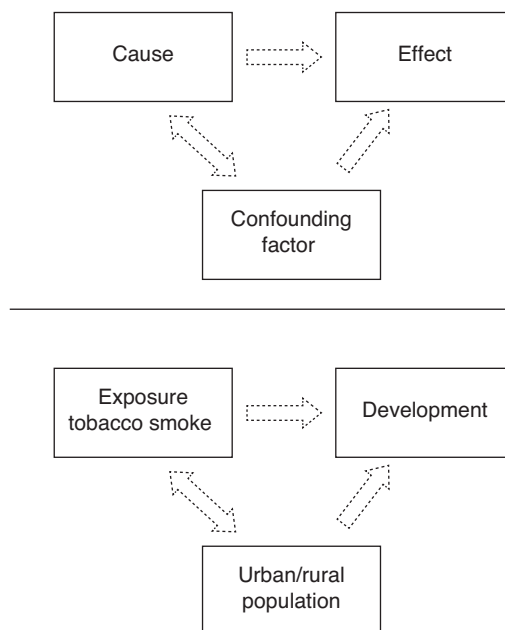 Cause
Effect
Confounding
factor
Exposure
tobacco smoke
Development
Urban/rural
population